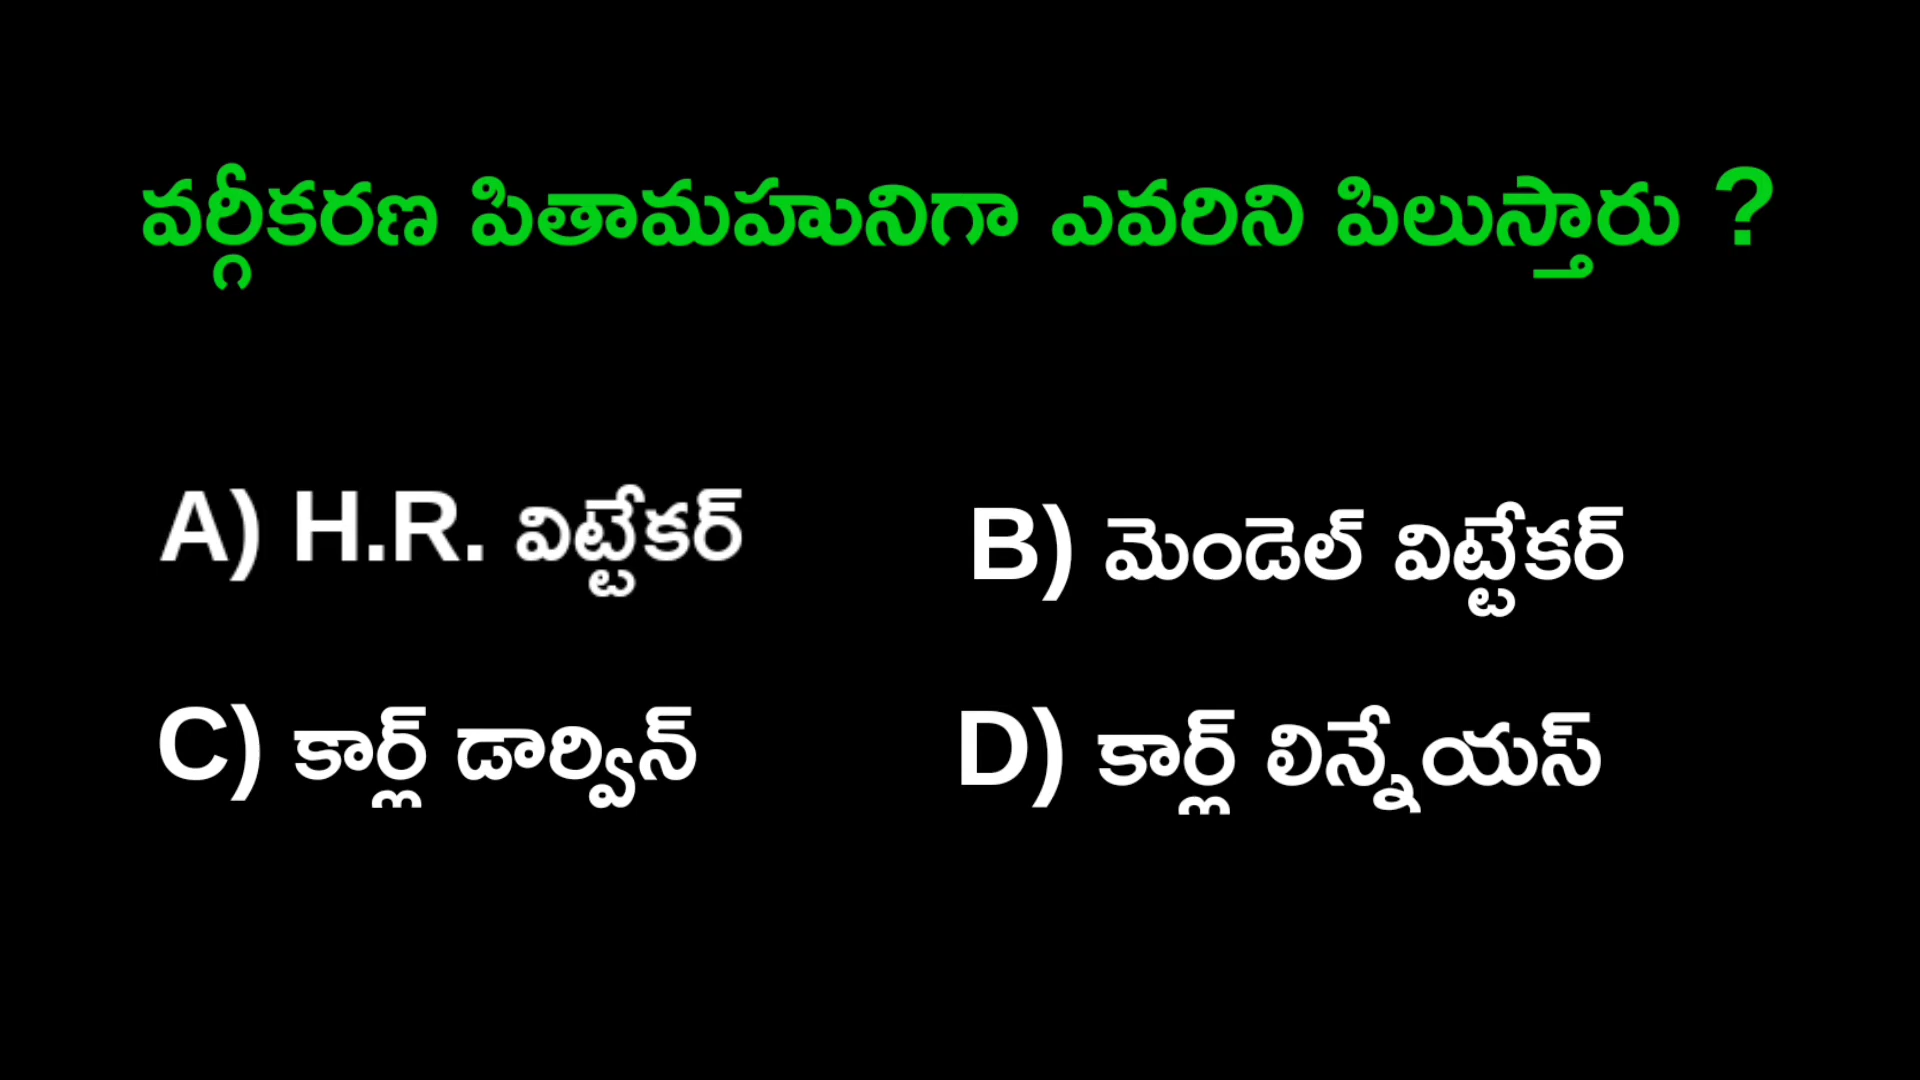 వర్గీకరణ పితామహునిగా ఎవరిని పిలుస్తారు ?
A) H.R. విట్టేకర్
B) మెండెల్ విట్టేకర్
C) కార్ల్ డార్విన్
D) కార్ల్ లిన్నేయస్